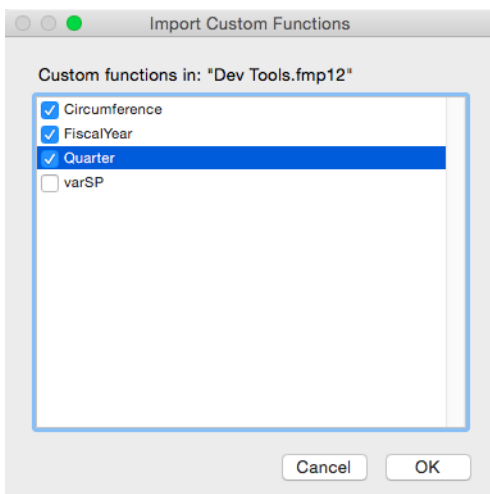 Import Custom Functions
Custom functions in: "Dev Tools.fmp12"
Circumference
FiscalYear
Quarter
varSP
Cancel OK